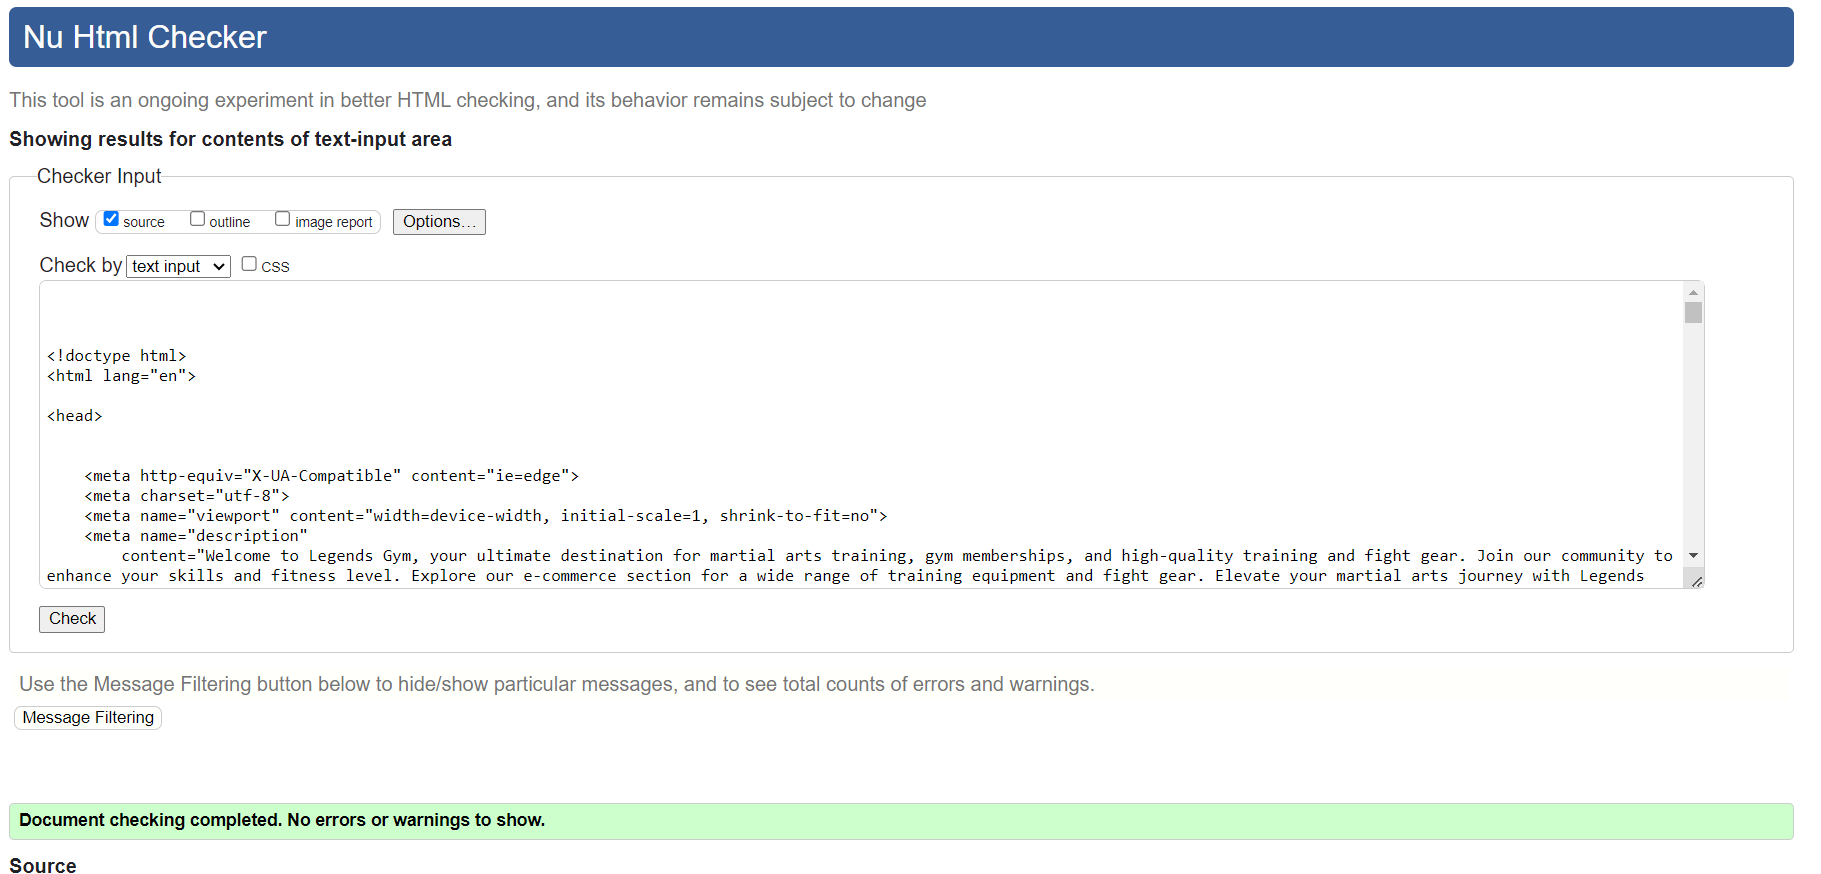 Nu Html Checker
This tool is an ongoing experiment in better HTML checking, and its behavior remains subject to change
Showing results for contents of text-input area
Checker Input
Show source outline image report Options...
Check by text input CSS
<!doctype html>
<html lang="en">
<head>
<meta http-equiv="X-UA-Compatible" content="ie=edge">
<meta charset="utf-8">
<meta name="viewport" content="width=device-width, initial-scale=1, shrink-to-fit=no">
<meta name="description"
content="Welcome to Legends Gym, your ultimate destination for martial arts training, gym memberships, and high-quality training and fight gear. Join our community to
enhance your skills and fitness level. Explore our e-commerce section for a wide range of training equipment and fight gear. Elevate your martial arts journey with Legends
Check
Use the Message Filtering button below to hide/show particular messages, and to see total counts of errors and warnings.
Message Filtering
Document checking completed. No errors or warnings to show.
Source